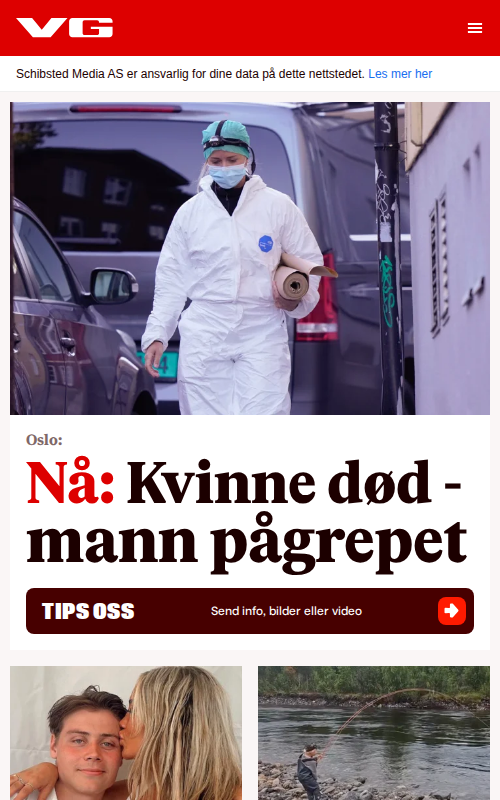 VG
Schibsted Media AS er ansvarlig for dine data på dette nettstedet. Les mer her
Oslo:
Nå: Kvinne død -
mann pågrepet
TIPS OSS
Send info, bilder eller video